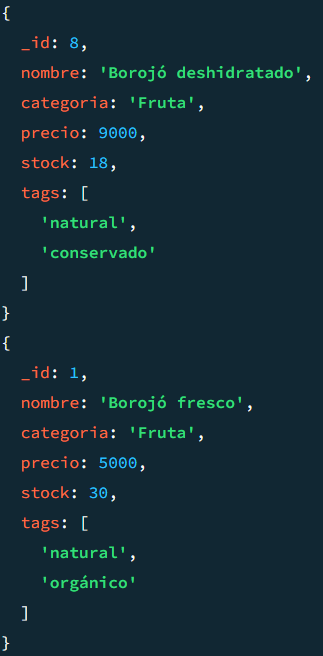 {
  _id: 8,
  nombre: 'Borojó deshidratado',
  categoria: 'Fruta',
  precio: 9000,
  stock: 18,
  tags: [
    'natural',
    'conservado'
  ]
}
{
  _id: 1,
  nombre: 'Borojó fresco',
  categoria: 'Fruta',
  precio: 5000,
  stock: 30,
  tags: [
    'natural',
    'orgánico'
  ]
}